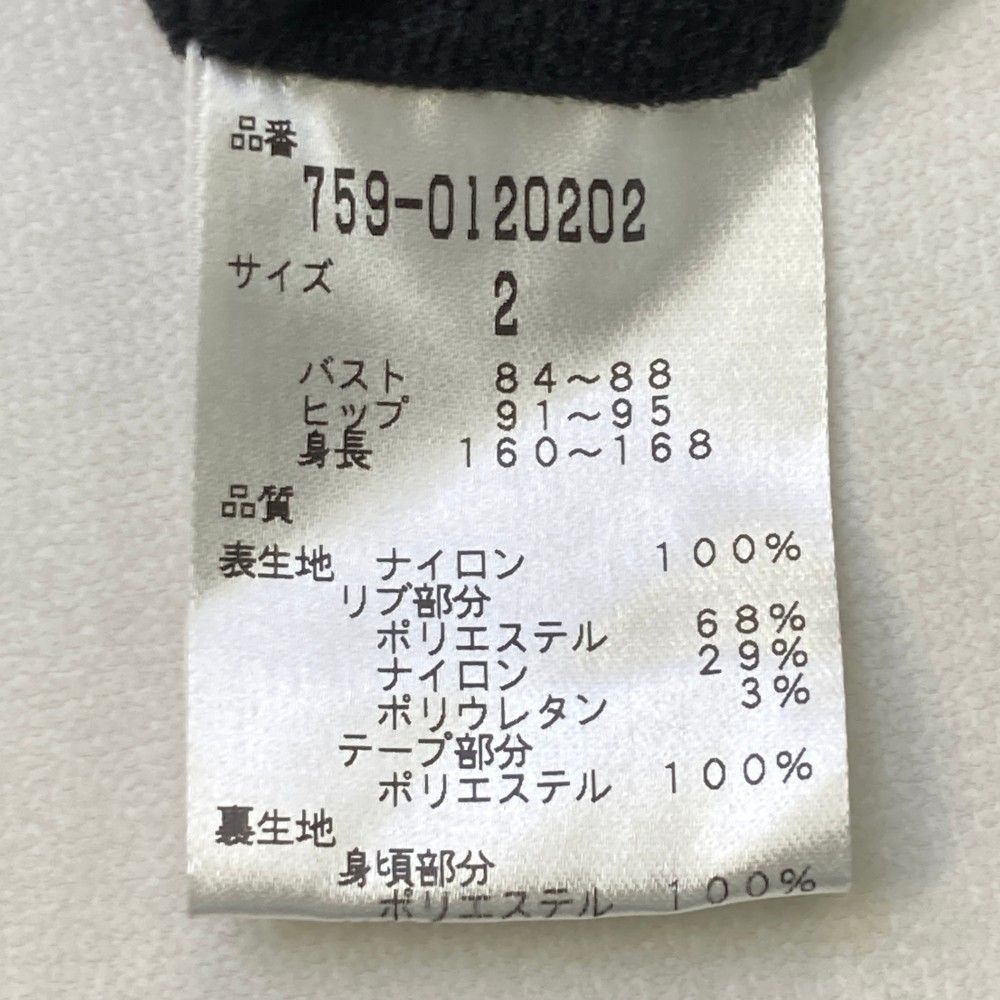 品番
759-0120202
サイズ 2
バスト 84〜88
ヒップ 91〜95
身長 160〜168
品質
表生地 ナイロン 100%
リブ部分
ポリエステル 68%
ナイロン 29%
ポリウレタン 3%
テープ部分
ポリエステル 100%
裏生地
身頃部分
ポリエステル 100%